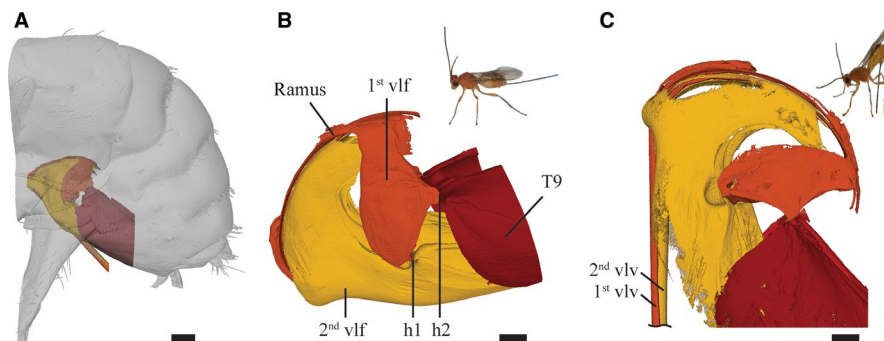 A
B
C
Ramus
1st vlf
T9
2nd vlf
h1
h2
2nd vlv
1st vlv